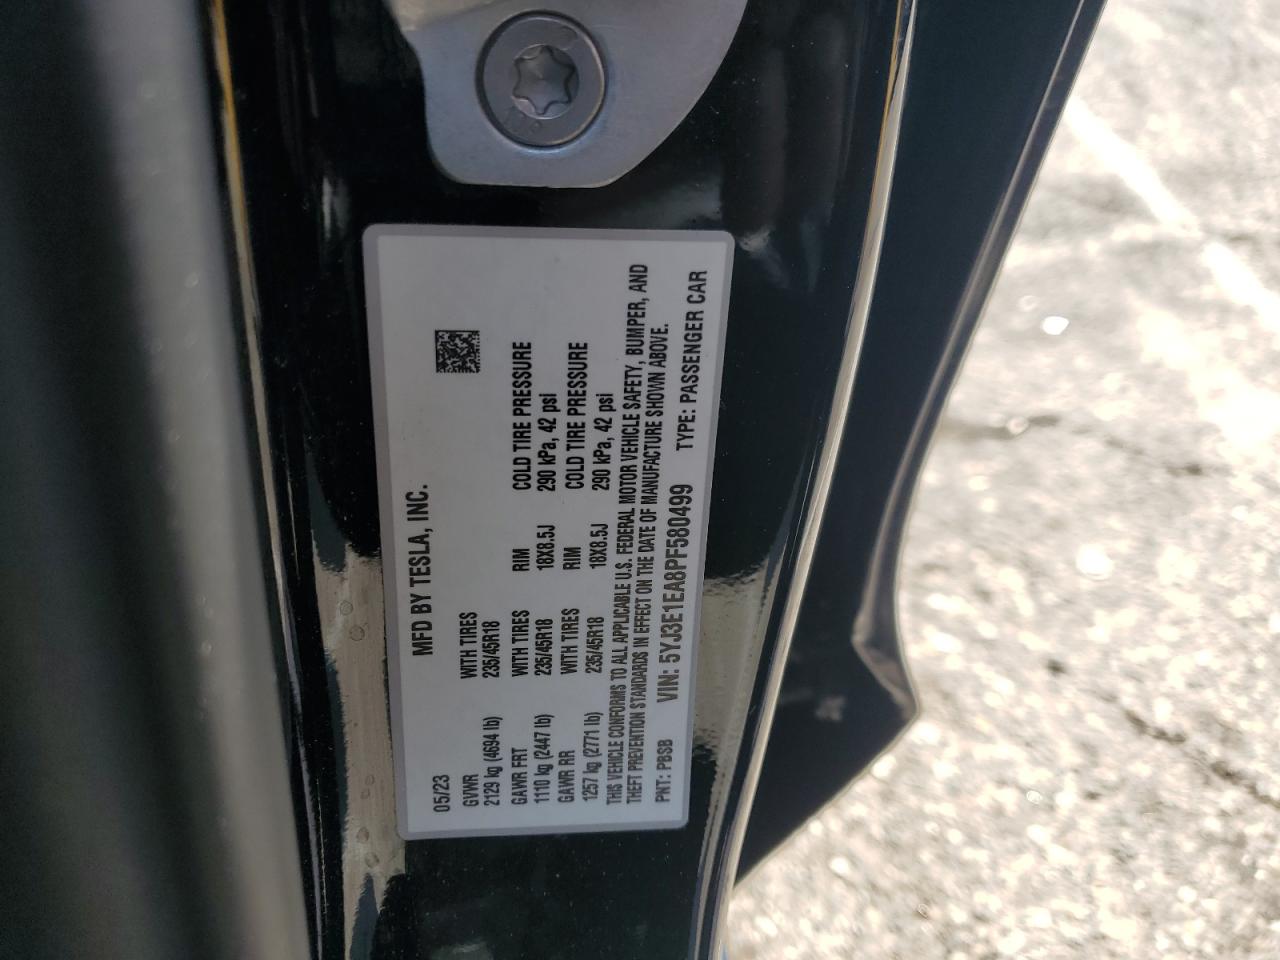 MFD BY TESLA, INC.
05/23
GVWR WITH TIRES
2129 kg (4694 lb) 235/45R18
GAWR FRT WITH TIRES RIM COLD TIRE PRESSURE
1110 kg (2447 lb) 235/45R18 18X8.5J 290 kPa, 42 psi
GAWR RR WITH TIRES RIM COLD TIRE PRESSURE
1257 kg (2771 lb) 235/45R18 18X8.5J 290 kPa, 42 psi
THIS VEHICLE CONFORMS TO ALL APPLICABLE U.S. FEDERAL MOTOR VEHICLE SAFETY, BUMPER, AND
THEFT PREVENTION STANDARDS IN EFFECT ON THE DATE OF MANUFACTURE SHOWN ABOVE.
PNT: PBSB VIN: 5YJ3E1EA8PF580499 TYPE: PASSENGER CAR